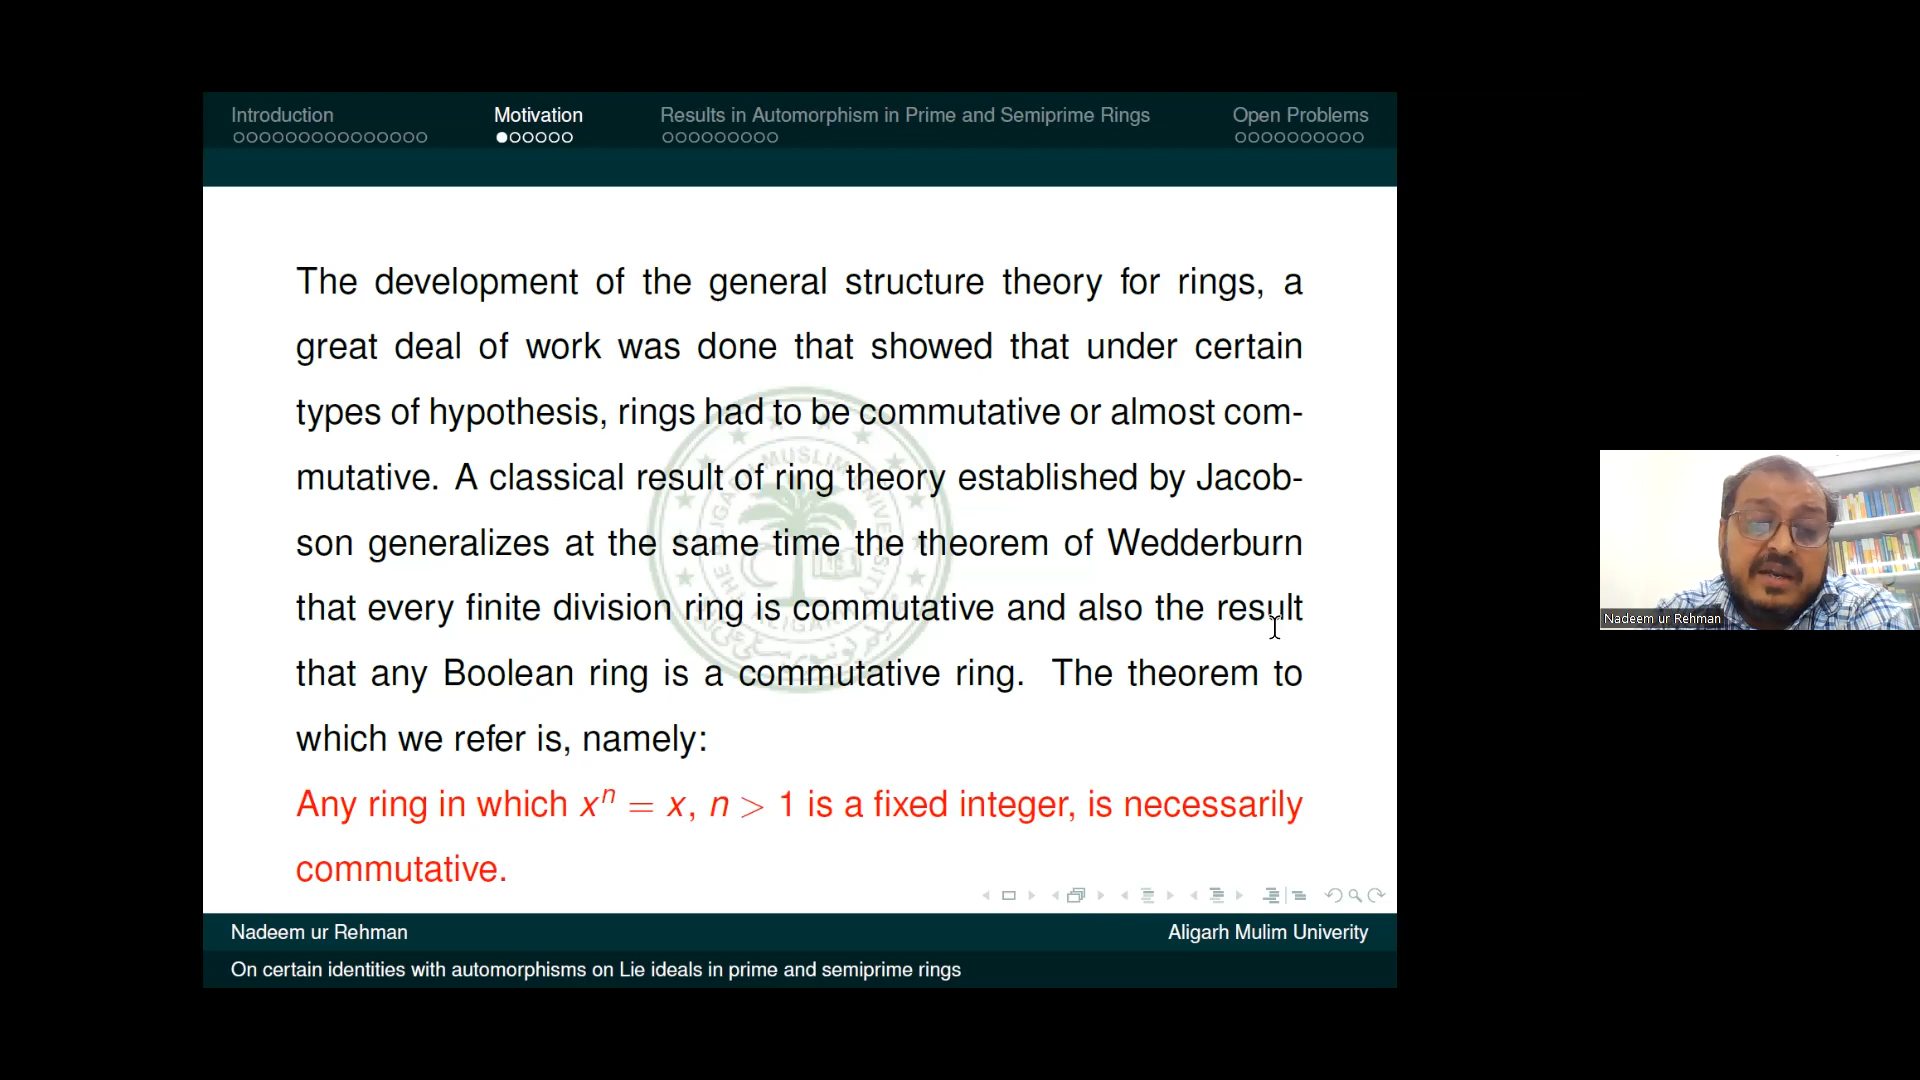 Introduction Motivation Results in Automorphism in Prime and Semiprime Rings Open Problems
The development of the general structure theory for rings, a
great deal of work was done that showed that under certain
types of hypothesis, rings had to be commutative or almost com-
mutative. A classical result of ring theory established by Jacob-
son generalizes at the same time the theorem of Wedderburn
that every finite division ring is commutative and also the result
that any Boolean ring is a commutative ring. The theorem to
which we refer is, namely:
Any ring in which xⁿ = x, n > 1 is a fixed integer, is necessarily
commutative.
Nadeem ur Rehman Aligarh Mulim Univerity
On certain identities with automorphisms on Lie ideals in prime and semiprime rings
Nadeem ur Rehman
THE ALIGARH MUSLIM UNIVERSITY
ALIGARH